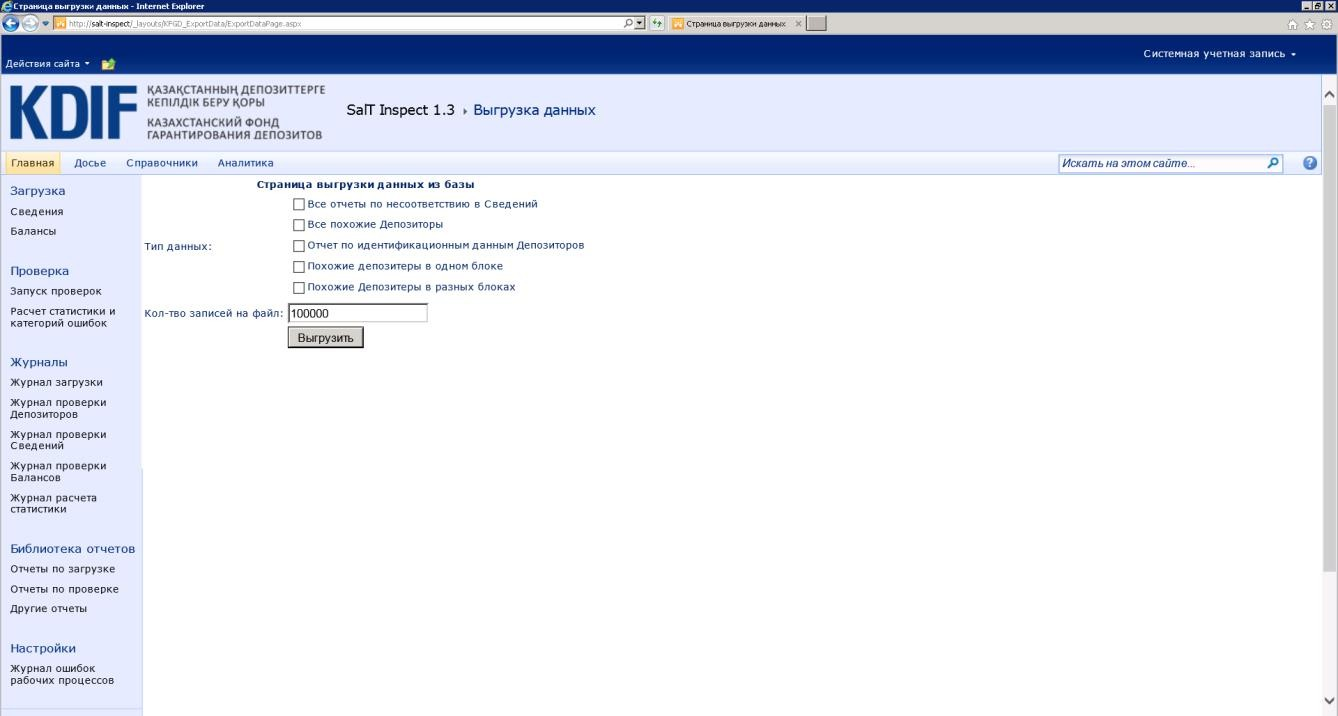 Страница выгрузки данных - Internet Explorer
http://salt-inspect/_layouts/KFGD_ExportData/ExportDataPage.aspx
Страница выгрузки данных
Действия сайта
Системная учетная запись
KDIF
ҚАЗАҚСТАННЫҢ ДЕПОЗИТТЕРГЕ
КЕПІЛДІК БЕРУ ҚОРЫ
КАЗАХСТАНСКИЙ ФОНД
ГАРАНТИРОВАНИЯ ДЕПОЗИТОВ
SalT Inspect 1.3 Выгрузка данных
Главная Досье Справочники Аналитика
Искать на этом сайте...
Загрузка
Сведения
Балансы
Проверка
Запуск проверок
Расчет статистики и
категорий ошибок
Журналы
Журнал загрузки
Журнал проверки
Депозиторов
Журнал проверки
Сведений
Журнал проверки
Балансов
Журнал расчета
статистики
Библиотека отчетов
Отчеты по загрузке
Отчеты по проверке
Другие отчеты
Настройки
Журнал ошибок
рабочих процессов
Страница выгрузки данных из базы
Тип данных:
Все отчеты по несоответствию в Сведений
Все похожие Депозиторы
Отчет по идентификационным данным Депозиторов
Похожие депозитеры в одном блоке
Похожие Депозитеры в разных блоках
Кол-тво записей на файл: 100000
Выгрузить